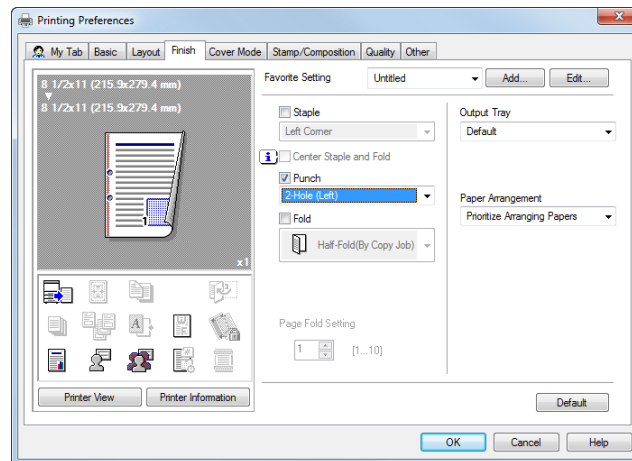 Printing Preferences
My Tab Basic Layout Finish Cover Mode Stamp/Composition Quality Other
8 1/2x11 (215.9x279.4 mm)
8 1/2x11 (215.9x279.4 mm)
1
x1
Printer View Printer Information
Favorite Setting Untitled Add... Edit...
Staple
Left Corner
Center Staple and Fold
Punch
2-Hole (Left)
Fold
Half-Fold(By Copy Job)
Page Fold Setting
1 [1...10]
Output Tray
Default
Paper Arrangement
Prioritize Arranging Papers
Default
OK Cancel Help